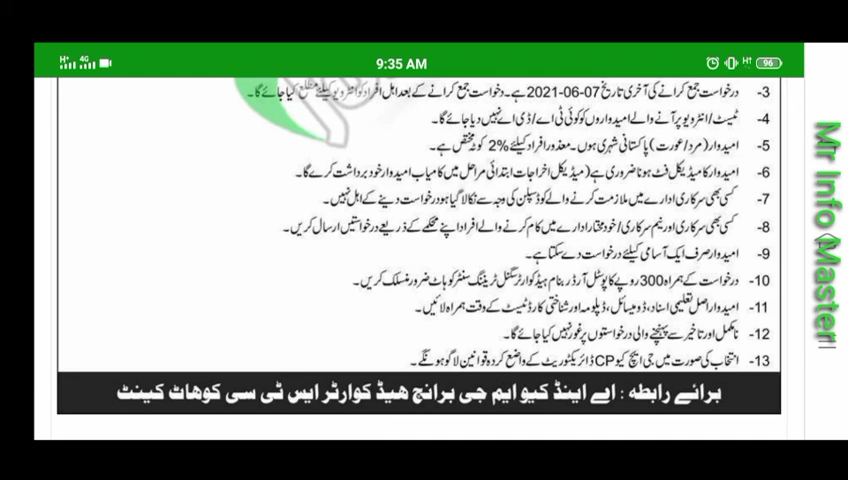 9:35 AM
3- درخواست جمع کرانے کی آخری تاریخ 07-06-2021 ہے۔ دخواست جمع کرانے کے بعد اہل افراد کو انٹرویو کیلئے مطلع کیا جائے گا۔
4- ٹیسٹ/انٹرویو پر آنے والے امیدواروں کو کوئی ٹی اے/ڈی اے نہیں دیا جائے گا۔
5- امیدوار (مرد/عورت) پاکستانی شہری ہوں۔ معذور افراد کیلئے 2% کوٹہ مختص ہے۔
6- امیدوار کا میڈیکل فٹ ہونا ضروری ہے (میڈیکل اخراجات ابتدائی مراحل میں کامیاب امیدوار خود برداشت کرے گا۔
7- کسی بھی سرکاری ادارے میں ملازمت کرنے والے کو ڈسپلن کی وجہ سے نکالا گیا ہو درخواست دینے کے اہل نہیں۔
8- کسی بھی سرکاری اور نیم سرکاری/خودمختار ادارے میں کام کرنے والے افراد اپنے محکمے کے ذریعے درخواستیں ارسال کریں۔
9- امیدوار صرف ایک آسامی کیلئے درخواست دے سکتا ہے۔
10- درخواست کے ہمراہ 300 روپے کا پوسٹل آرڈر بنام ہیڈ کوارٹر سگنل ٹریننگ سنٹر کوہاٹ ضرور منسلک کریں۔
11- امیدوار اصل تعلیمی اسناد، ڈومیسائل، ڈپلومہ اور شناختی کارڈ ٹیسٹ کے وقت ہمراہ لائیں۔
12- نامکمل اور تاخیر سے پہنچنے والی درخواستوں پر غور نہیں کیا جائے گا۔
13- انتخاب کی صورت میں جی ایچ کیو CP ڈائریکٹوریٹ کے واضع کردہ قوانین لاگو ہونگے۔
برائے رابطہ : اے اینڈ کیو ایم جی برانچ ھیڈ کوارٹر ایس ٹی سی کوھاٹ کینٹ
Mr Info Master